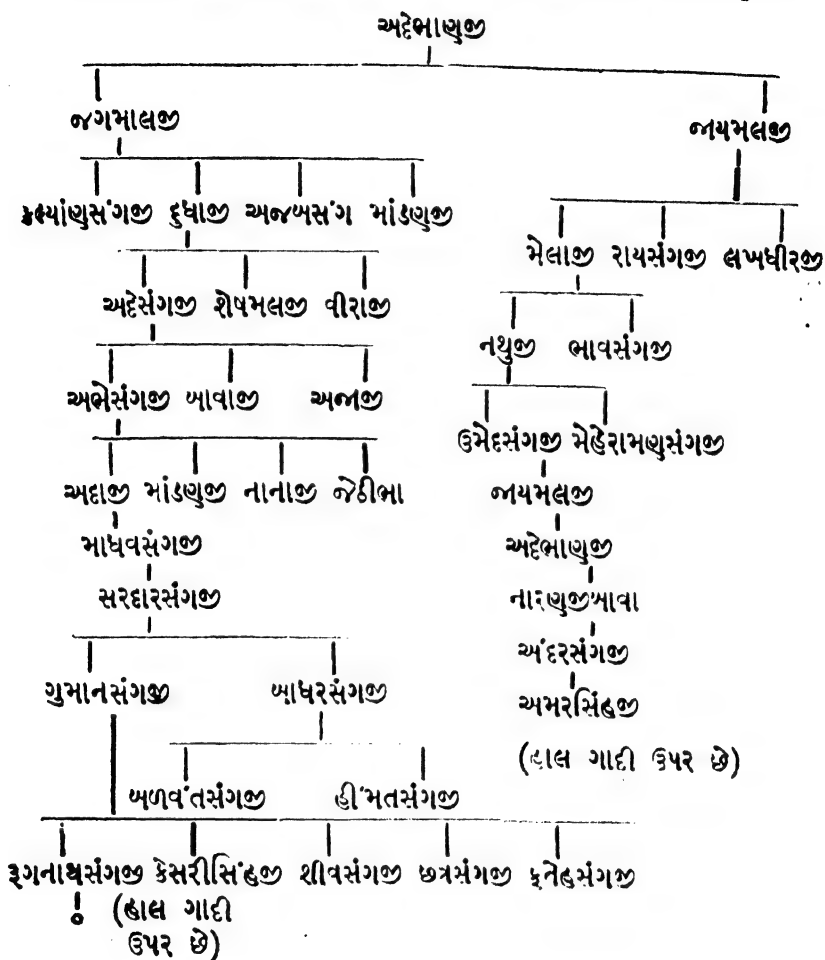 અદેભાણજી
જગમાલજી જાયમલજી
કલ્યાંણસંગજી દુધાજી અજબસંગ માંડણજી
મેલાજી રાયસંગજી લખધીરજી
અદેસંગજી શેષમલજી વીરાજી
નથુજી ભાવસંગજી
અભેસંગજી બાવાજી અજાજી
ઉમેદસંગજી મેહેરામણસંગજી
અદાજી માંડણજી નાનાજી જેઠીભા
જાયમલજી
માધવસંગજી
અદેભાણજી
સરદારસંગજી
નારણજીબાવા
અંદરસંગજી
ગુમાનસંગજી બાધરસંગજી
અમરસિંહજી
(હાલ ગાદી ઉપર છે)
બળવંતસંગજી હીંમતસંગજી
રૂગનાથસંગજી કેસરીસિંહજી શીવસંગજી છત્રસંગજી ફતેહસંગજી
(હાલ ગાદી
ઉપર છે)